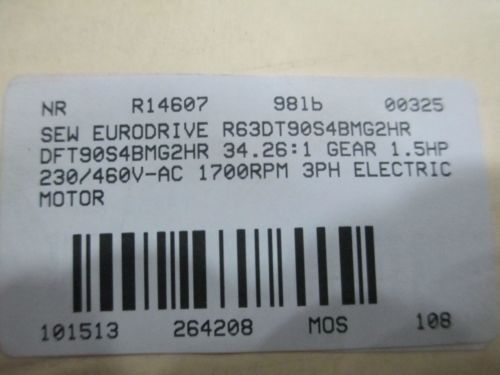 NR R14607 98lb 00325
SEW EURODRIVE R63DT90S4BMG2HR
DFT90S4BMG2HR 34.26:1 GEAR 1.5HP
230/460V-AC 1700RPM 3PH ELECTRIC
MOTOR
101513 264208 MOS 108